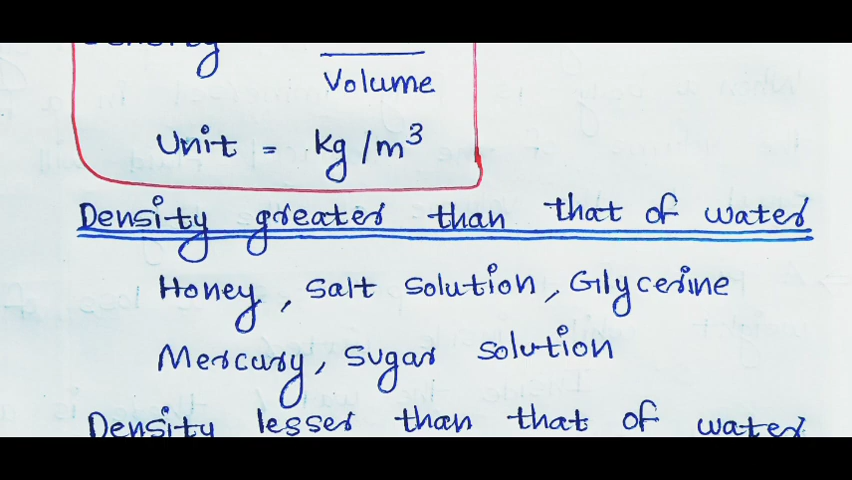 Density
Volume
Unit = kg/m³
Density greater than that of water
Honey, Salt Solution, Glycerine
Mercury, Sugar Solution
Density lesser than that of water